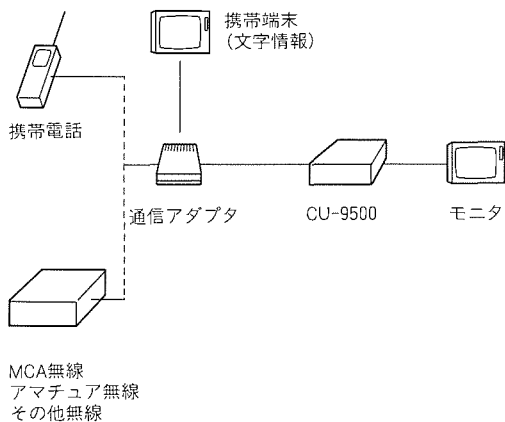 携帯端末
(文字情報)
携帯電話
通信アダプタ
CU-9500
モニタ
MCA無線
アマチュア無線
その他無線